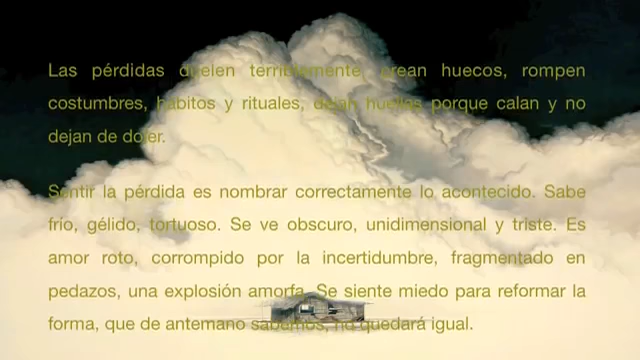 Las pérdidas duelen terriblemente, crean huecos, rompen
costumbres, hábitos y rituales, dejan huellas porque calan y no
dejan de doler.
Sentir la pérdida es nombrar correctamente lo acontecido. Sabe
frío, gélido, tortuoso. Se ve obscuro, unidimensional y triste. Es
amor roto, corrompido por la incertidumbre, fragmentado en
pedazos, una explosión amorfa. Se siente miedo para reformar la
forma, que de antemano sabemos, no quedará igual.